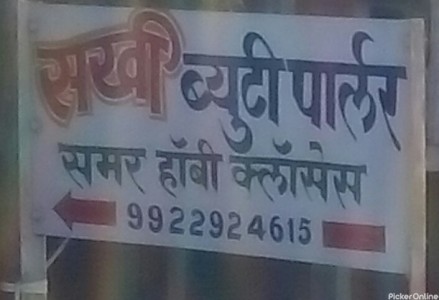 सखी ब्युटी पार्लर
समर हॉबी क्लॉसेस
9922924615
PickerOnline